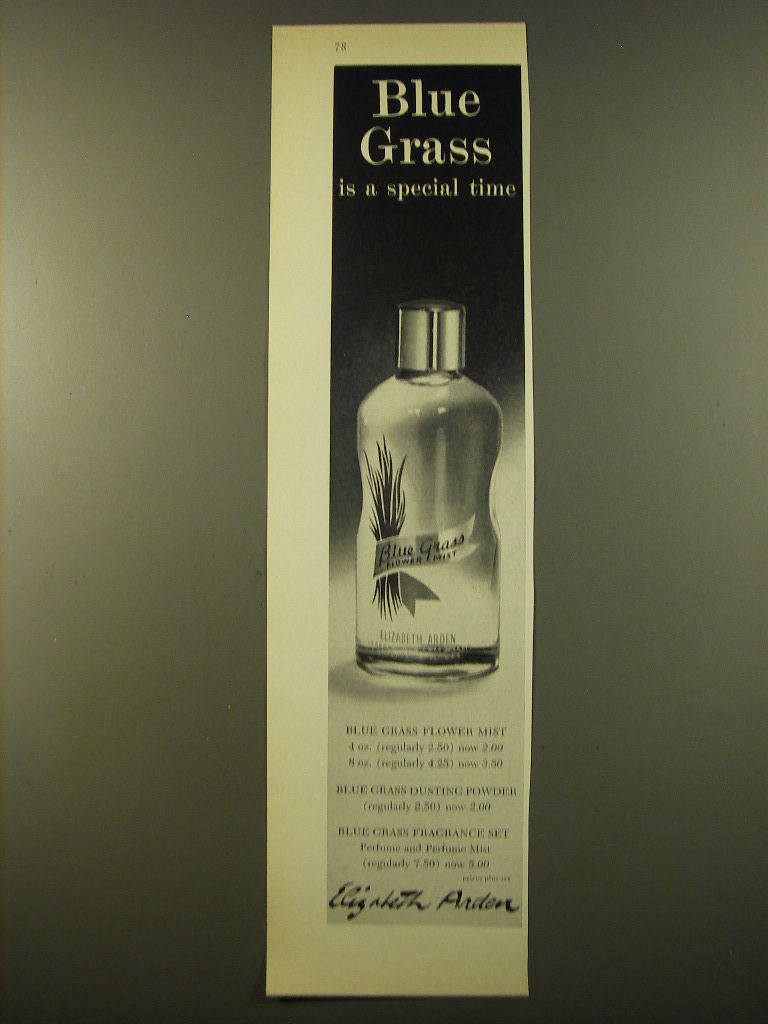 78
Blue
Grass
is a special time
Blue Grass
FLOWER MIST
ELIZABETH ARDEN
BLUE GRASS FLOWER MIST
4 oz. (regularly 2.50) now 2.00
8 oz. (regularly 4.25) now 3.50
BLUE GRASS DUSTING POWDER
(regularly 2.50) now 2.00
BLUE GRASS FRAGRANCE SET
Perfume and Perfume Mist
(regularly 7.50) now 5.00
prices plus tax
Elizabeth Arden